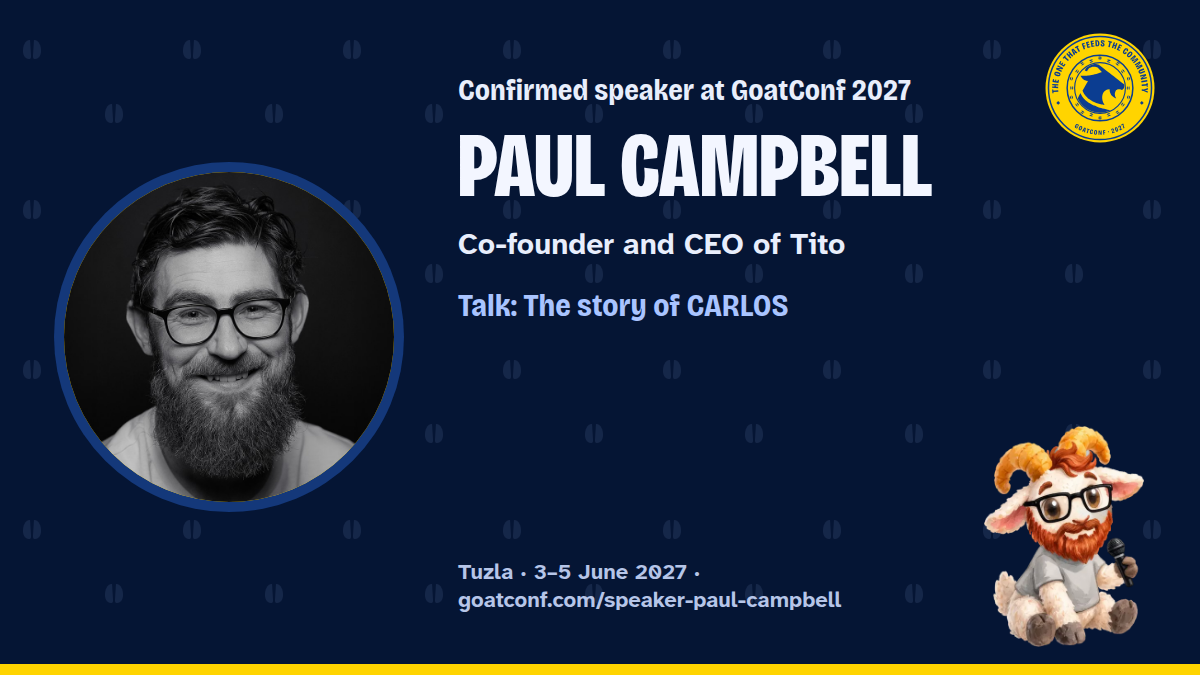 Confirmed speaker at GoatConf 2027
PAUL CAMPBELL
Co-founder and CEO of Tito
Talk: The story of CARLOS
Tuzla · 3–5 June 2027 ·
goatconf.com/speaker-paul-campbell
THE ONE THAT FEEDS THE COMMUNITY
GOATCONF · 2027